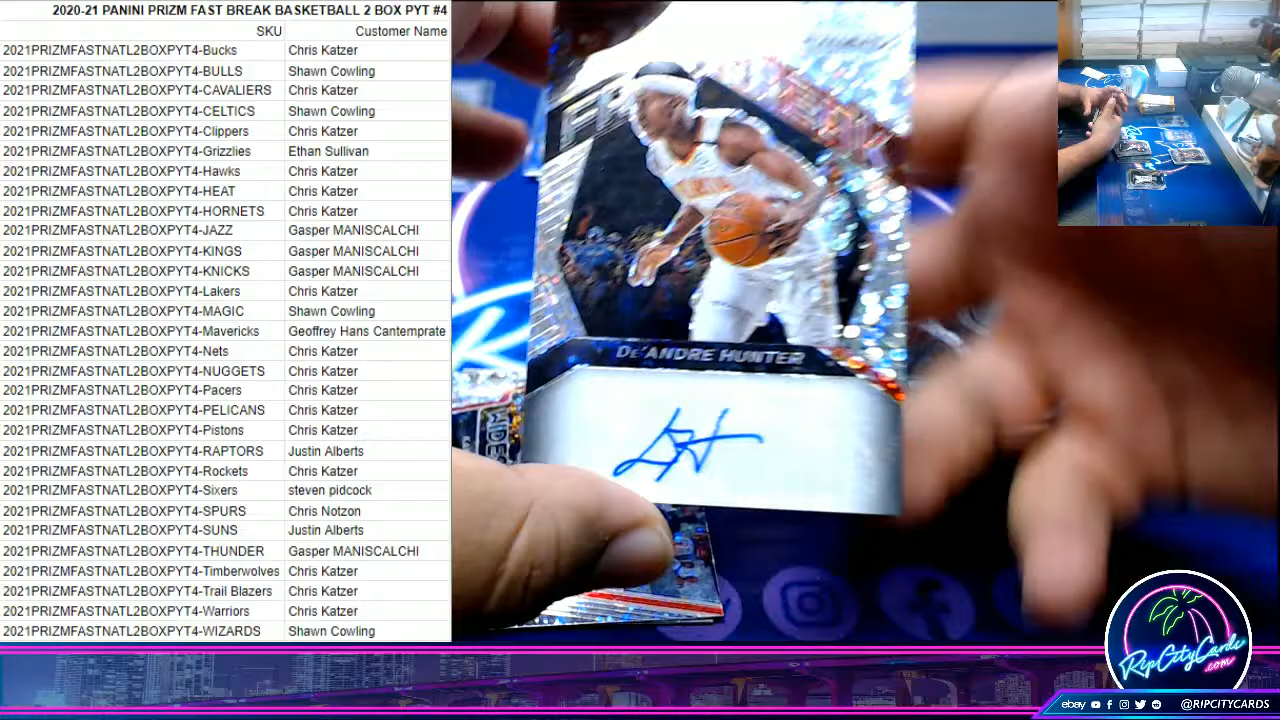 2020-21 PANINI PRIZM FAST BREAK BASKETBALL 2 BOX PYT #4
SKU Customer Name
2021PRIZMFASTNATL2BOXPYT4-Bucks Chris Katzer
2021PRIZMFASTNATL2BOXPYT4-BULLS Shawn Cowling
2021PRIZMFASTNATL2BOXPYT4-CAVALIERS Chris Katzer
2021PRIZMFASTNATL2BOXPYT4-CELTICS Shawn Cowling
2021PRIZMFASTNATL2BOXPYT4-Clippers Chris Katzer
2021PRIZMFASTNATL2BOXPYT4-Grizzlies Ethan Sullivan
2021PRIZMFASTNATL2BOXPYT4-Hawks Chris Katzer
2021PRIZMFASTNATL2BOXPYT4-HEAT Chris Katzer
2021PRIZMFASTNATL2BOXPYT4-HORNETS Chris Katzer
2021PRIZMFASTNATL2BOXPYT4-JAZZ Gasper MANISCALCHI
2021PRIZMFASTNATL2BOXPYT4-KINGS Gasper MANISCALCHI
2021PRIZMFASTNATL2BOXPYT4-KNICKS Gasper MANISCALCHI
2021PRIZMFASTNATL2BOXPYT4-Lakers Chris Katzer
2021PRIZMFASTNATL2BOXPYT4-MAGIC Shawn Cowling
2021PRIZMFASTNATL2BOXPYT4-Mavericks Geoffrey Hans Cantemprate
2021PRIZMFASTNATL2BOXPYT4-Nets Chris Katzer
2021PRIZMFASTNATL2BOXPYT4-NUGGETS Chris Katzer
2021PRIZMFASTNATL2BOXPYT4-Pacers Chris Katzer
2021PRIZMFASTNATL2BOXPYT4-PELICANS Chris Katzer
2021PRIZMFASTNATL2BOXPYT4-Pistons Chris Katzer
2021PRIZMFASTNATL2BOXPYT4-RAPTORS Justin Alberts
2021PRIZMFASTNATL2BOXPYT4-Rockets Chris Katzer
2021PRIZMFASTNATL2BOXPYT4-Sixers steven pidcock
2021PRIZMFASTNATL2BOXPYT4-SPURS Chris Notzon
2021PRIZMFASTNATL2BOXPYT4-SUNS Justin Alberts
2021PRIZMFASTNATL2BOXPYT4-THUNDER Gasper MANISCALCHI
2021PRIZMFASTNATL2BOXPYT4-Timberwolves Chris Katzer
2021PRIZMFASTNATL2BOXPYT4-Trail Blazers Chris Katzer
2021PRIZMFASTNATL2BOXPYT4-Warriors Chris Katzer
2021PRIZMFASTNATL2BOXPYT4-WIZARDS Shawn Cowling
DE'ANDRE HUNTER
RipCityCards
.com
ebay @RIPCITYCARDS